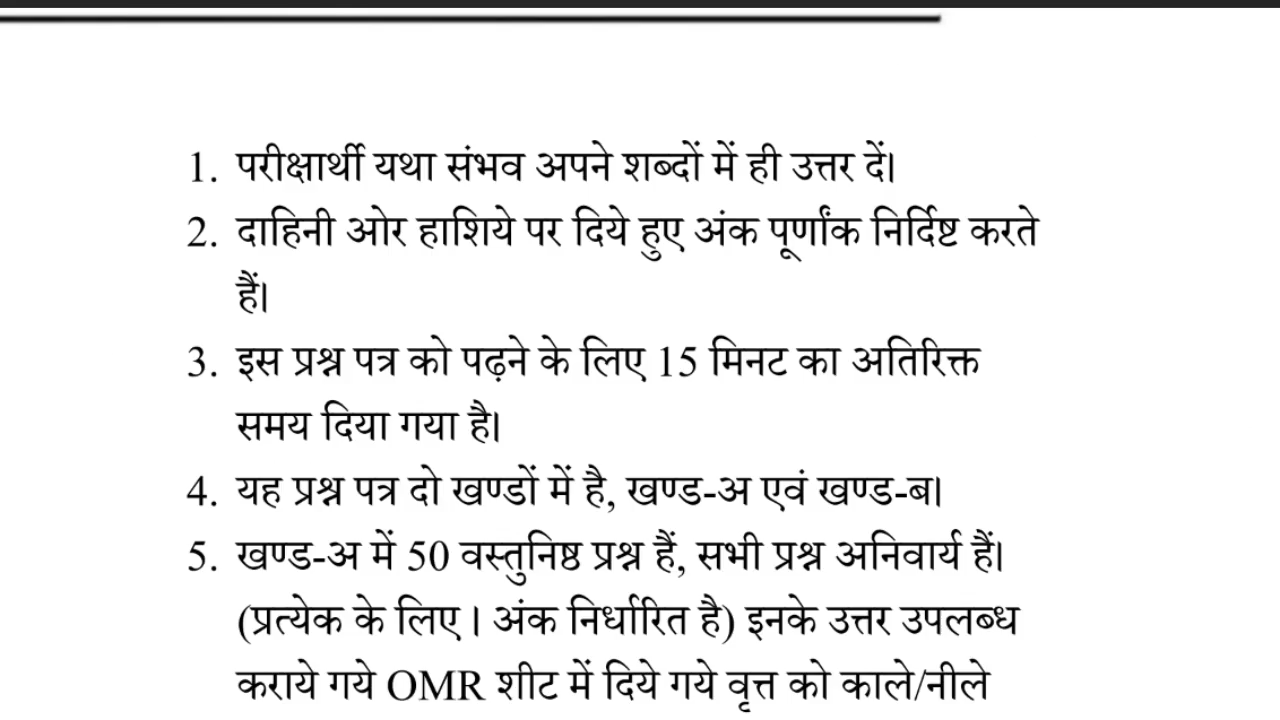 1. परीक्षार्थी यथा संभव अपने शब्दों में ही उत्तर दें।
2. दाहिनी ओर हाशिये पर दिये हुए अंक पूर्णांक निर्दिष्ट करते
हैं।
3. इस प्रश्न पत्र को पढ़ने के लिए 15 मिनट का अतिरिक्त
समय दिया गया है।
4. यह प्रश्न पत्र दो खण्डों में है, खण्ड-अ एवं खण्ड-ब।
5. खण्ड-अ में 50 वस्तुनिष्ठ प्रश्न हैं, सभी प्रश्न अनिवार्य हैं।
(प्रत्येक के लिए । अंक निर्धारित है) इनके उत्तर उपलब्ध
कराये गये OMR शीट में दिये गये वृत्त को काले/नीले